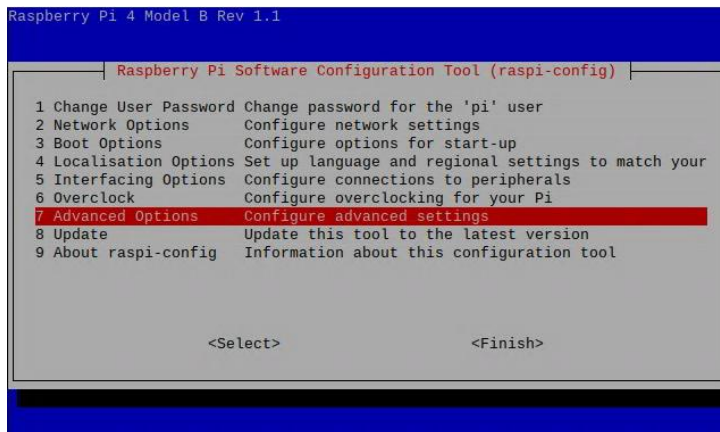 Raspberry Pi 4 Model B Rev 1.1
Raspberry Pi Software Configuration Tool (raspi-config)
1 Change User Password Change password for the 'pi' user
2 Network Options Configure network settings
3 Boot Options Configure options for start-up
4 Localisation Options Set up language and regional settings to match your
5 Interfacing Options Configure connections to peripherals
6 Overclock Configure overclocking for your Pi
7 Advanced Options Configure advanced settings
8 Update Update this tool to the latest version
9 About raspi-config Information about this configuration tool
<Select> <Finish>